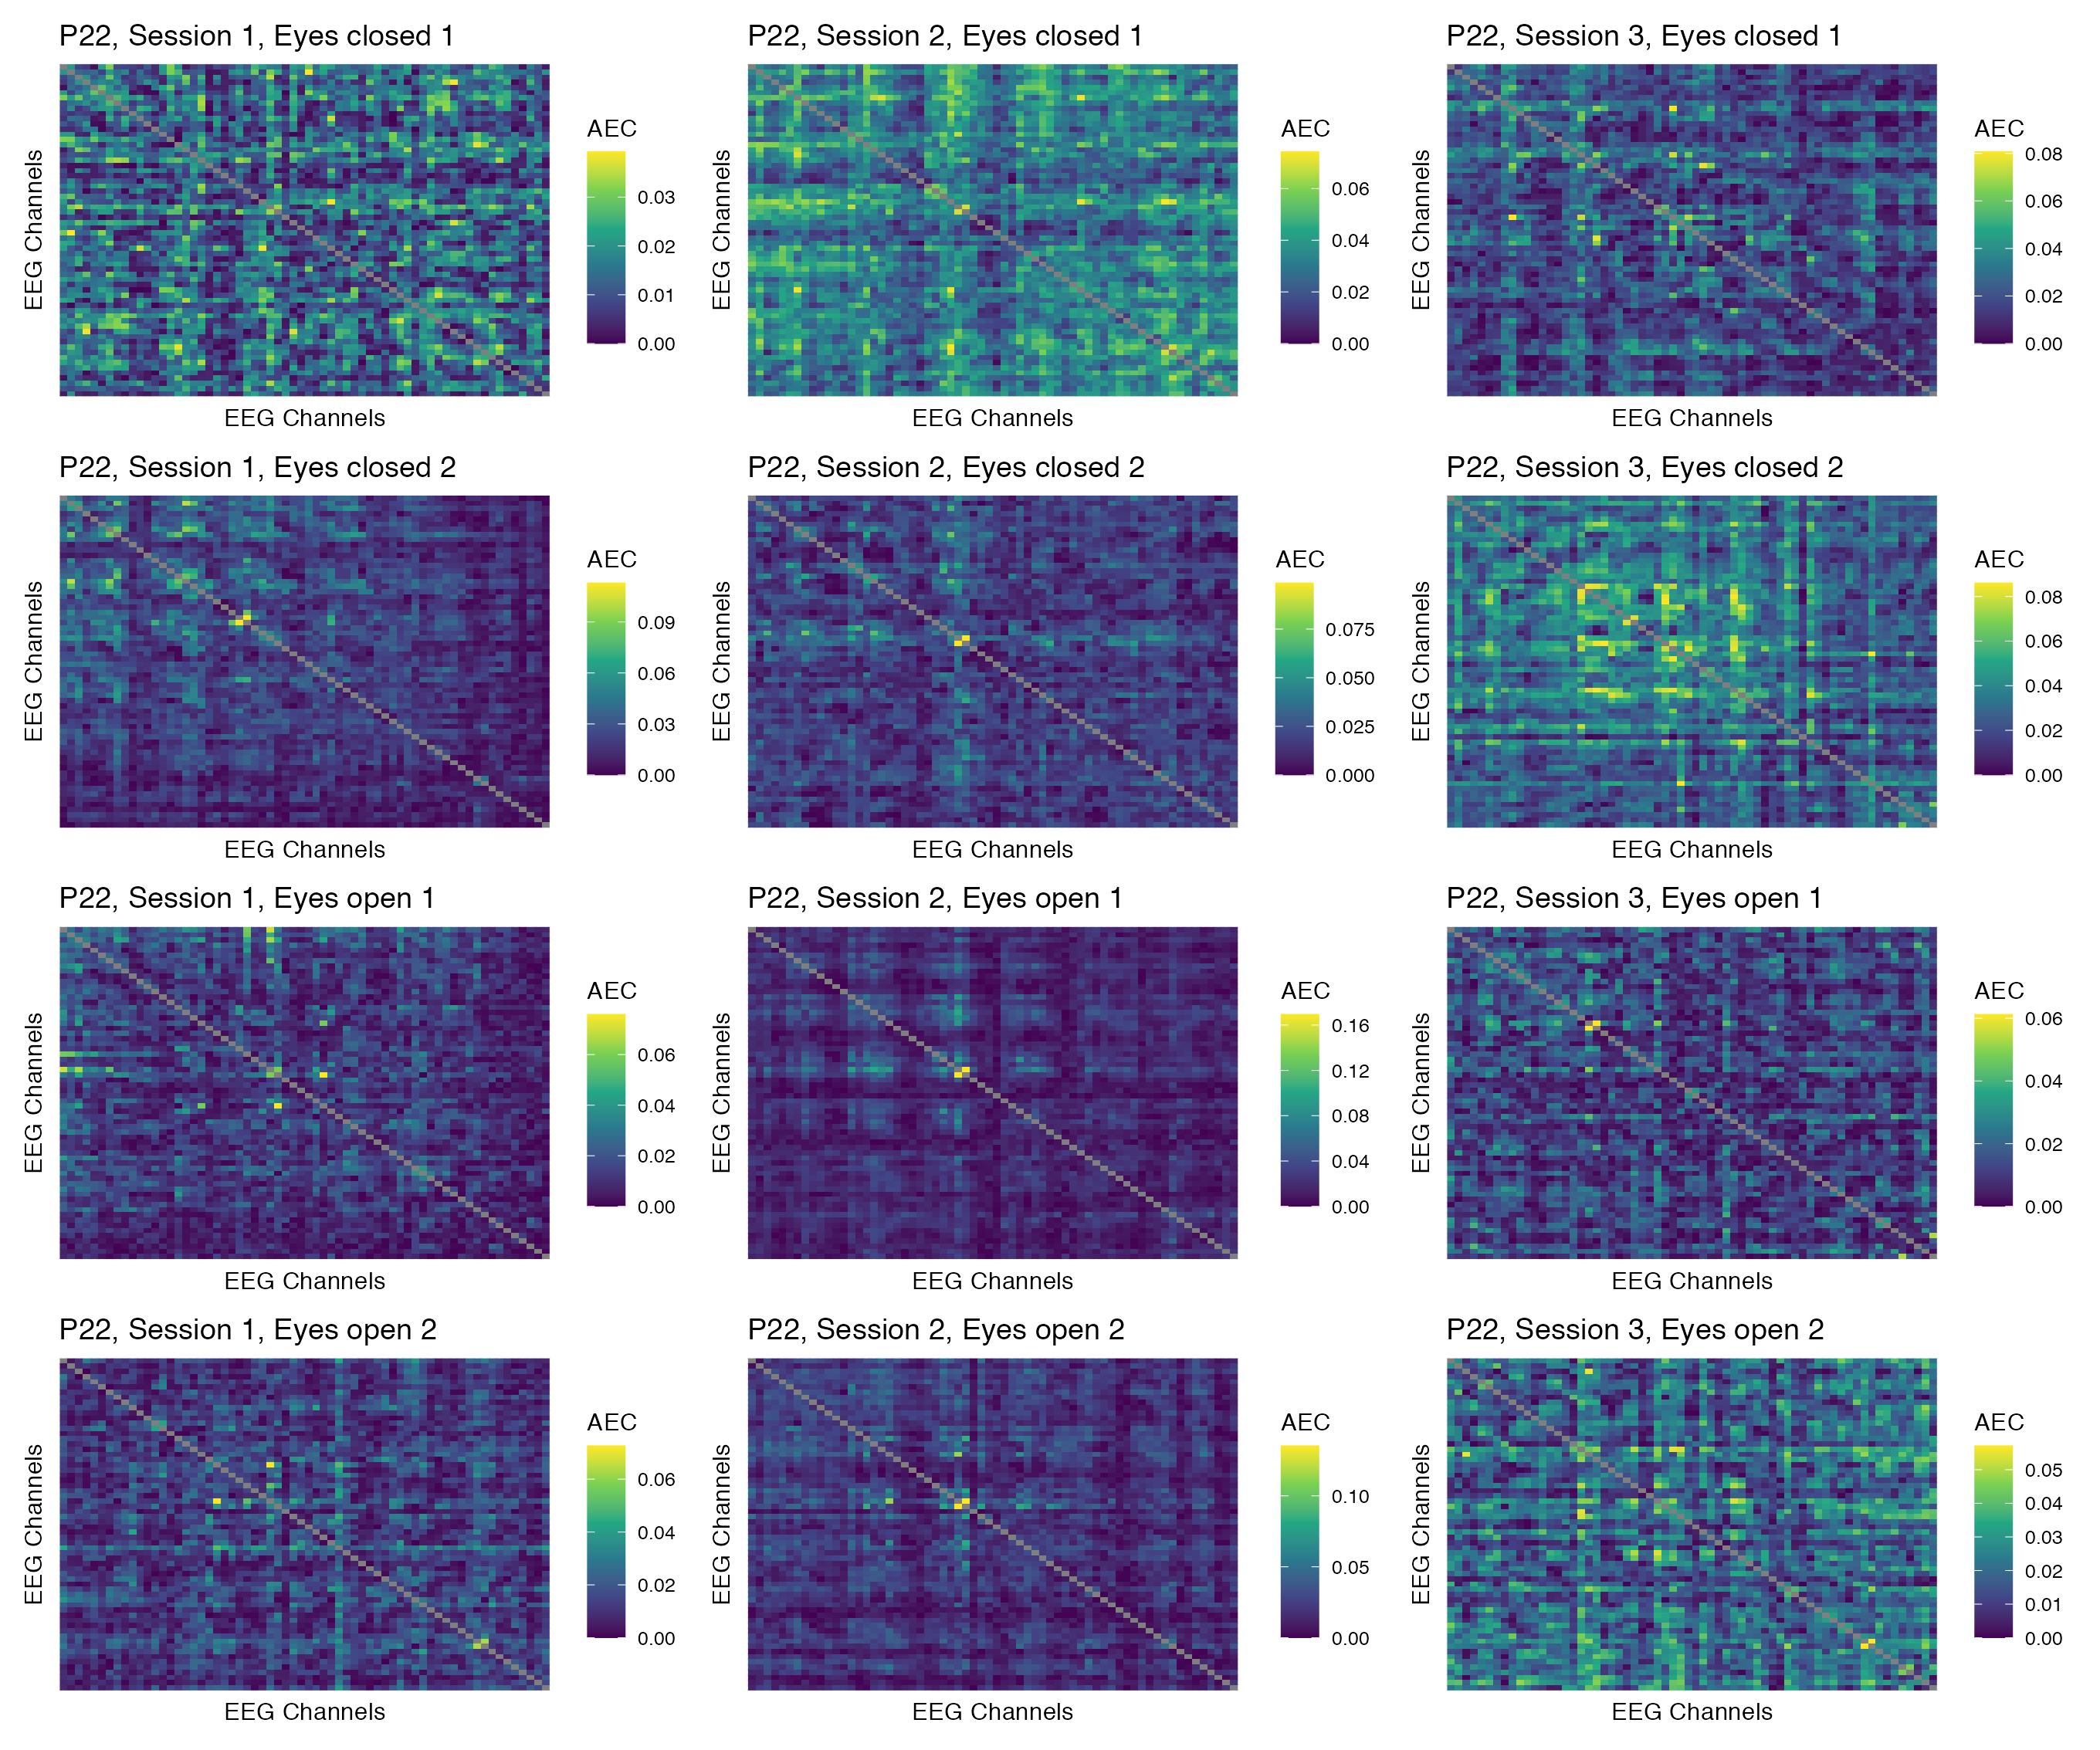 P22, Session 1, Eyes closed 1
EEG Channels
EEG Channels
AEC
0.03
0.02
0.01
0.00
P22, Session 2, Eyes closed 1
EEG Channels
EEG Channels
AEC
0.06
0.04
0.02
0.00
P22, Session 3, Eyes closed 1
EEG Channels
EEG Channels
AEC
0.08
0.06
0.04
0.02
0.00
P22, Session 1, Eyes closed 2
EEG Channels
EEG Channels
AEC
0.09
0.06
0.03
0.00
P22, Session 2, Eyes closed 2
EEG Channels
EEG Channels
AEC
0.075
0.050
0.025
0.000
P22, Session 3, Eyes closed 2
EEG Channels
EEG Channels
AEC
0.08
0.06
0.04
0.02
0.00
P22, Session 1, Eyes open 1
EEG Channels
EEG Channels
AEC
0.06
0.04
0.02
0.00
P22, Session 2, Eyes open 1
EEG Channels
EEG Channels
AEC
0.16
0.12
0.08
0.04
0.00
P22, Session 3, Eyes open 1
EEG Channels
EEG Channels
AEC
0.06
0.04
0.02
0.00
P22, Session 1, Eyes open 2
EEG Channels
EEG Channels
AEC
0.06
0.04
0.02
0.00
P22, Session 2, Eyes open 2
EEG Channels
EEG Channels
AEC
0.10
0.05
0.00
P22, Session 3, Eyes open 2
EEG Channels
EEG Channels
AEC
0.05
0.04
0.03
0.02
0.01
0.00